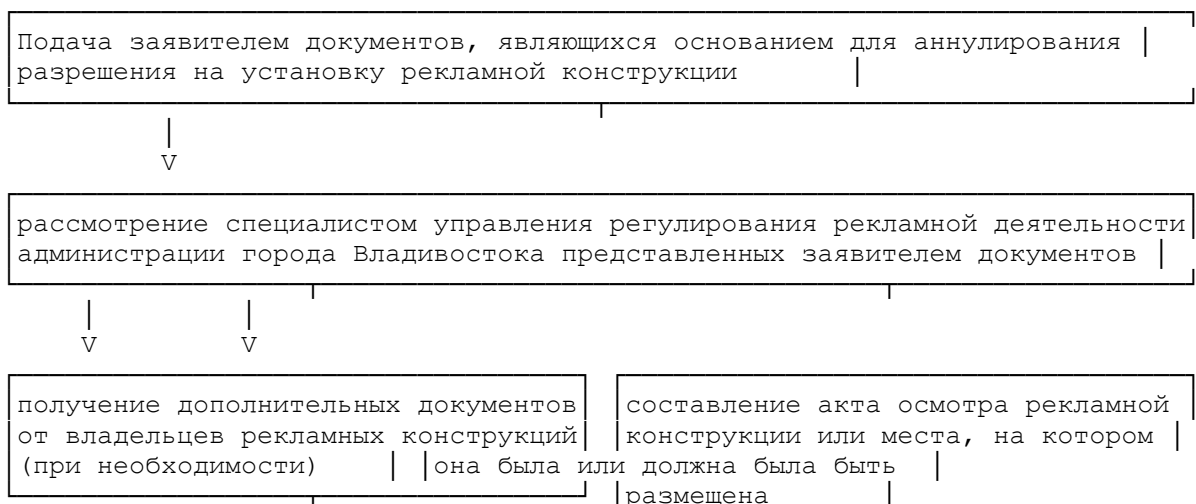 Подача заявителем документов, являющихся основанием для аннулирования
разрешения на установку рекламной конструкции
V
рассмотрение специалистом управления регулирования рекламной деятельности
администрации города Владивостока представленных заявителем документов
V V
получение дополнительных документов
от владельцев рекламных конструкций
(при необходимости)
составление акта осмотра рекламной
конструкции или места, на котором
она была или должна была быть
размещена